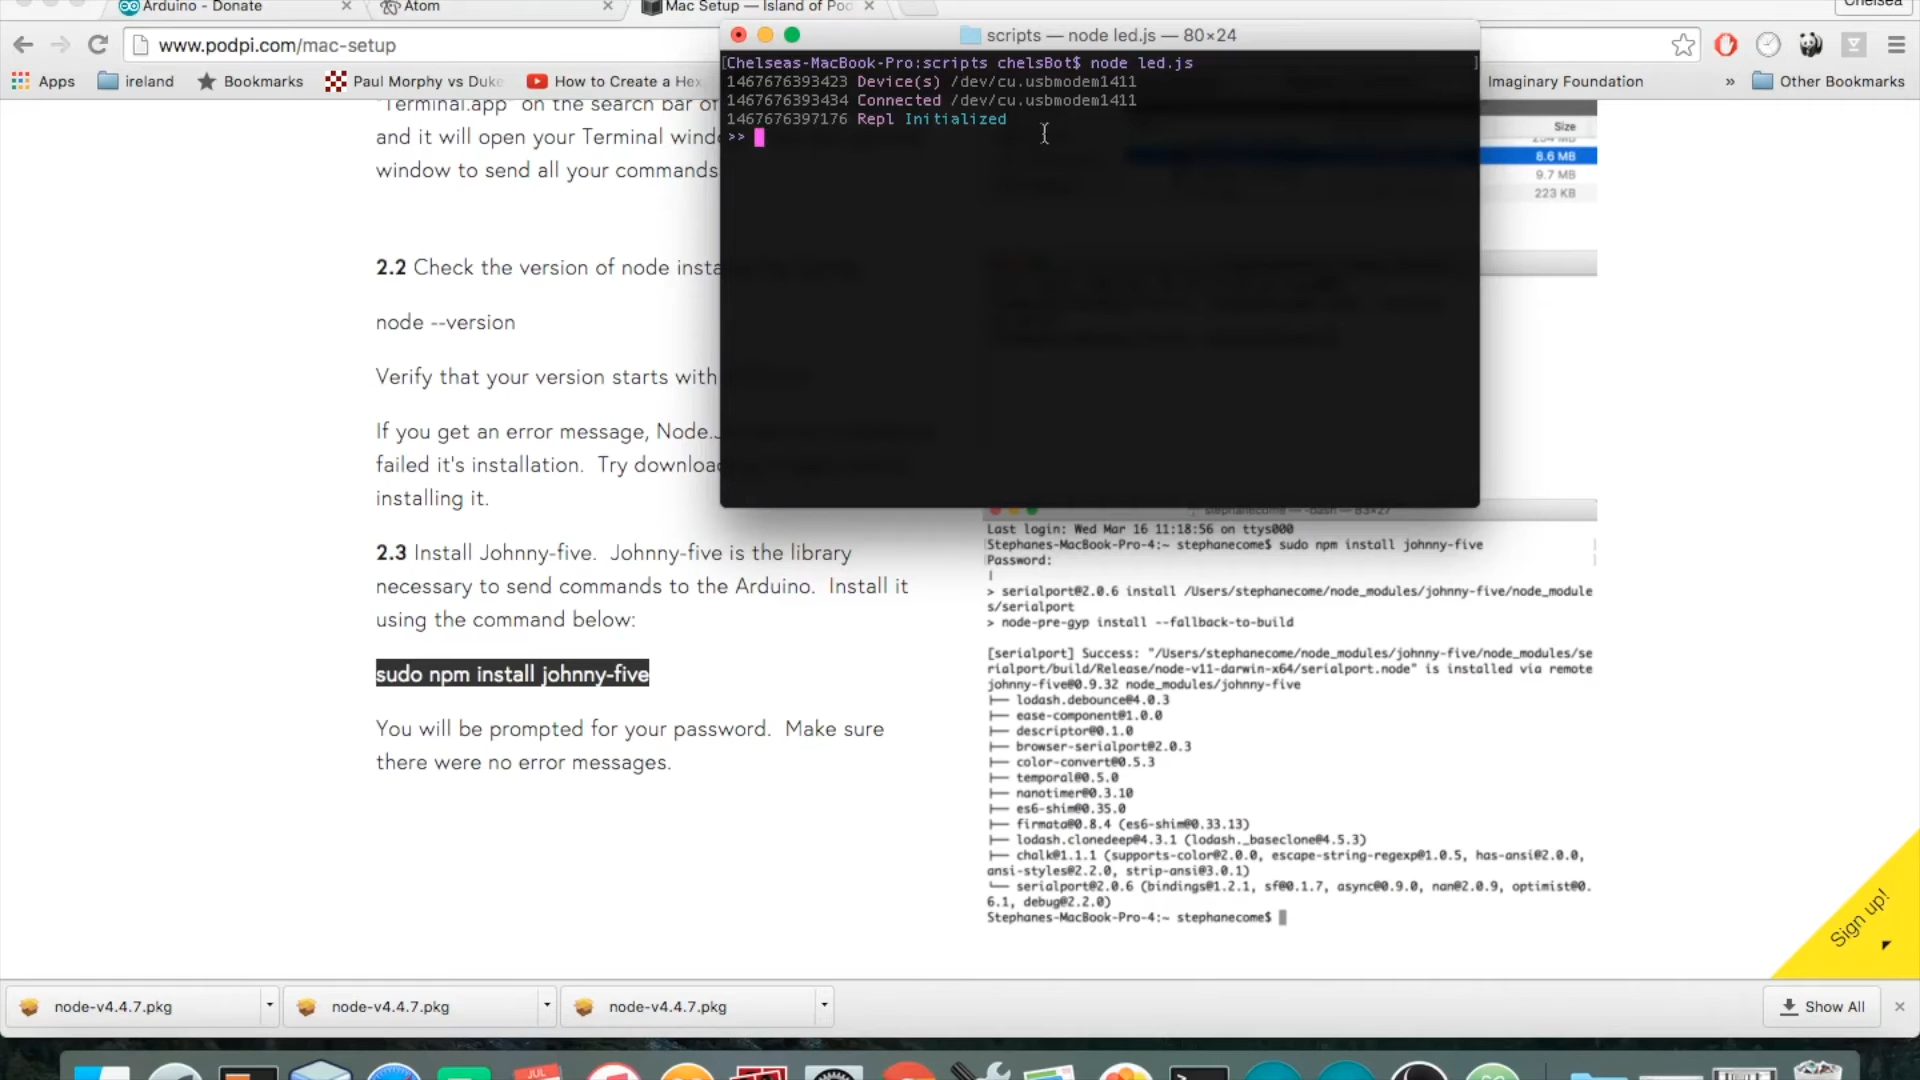 Arduino - Donate
Atom
Mac Setup — Island of Pod
Chelsea
www.podpi.com/mac-setup
Apps
ireland
Bookmarks
Paul Morphy vs Duke
How to Create a Hex
Imaginary Foundation
»
Other Bookmarks
scripts — node led.js — 80×24
[Chelseas-MacBook-Pro:scripts chelsBot$ node led.js
1467676393423 Device(s) /dev/cu.usbmodem1411
1467676393434 Connected /dev/cu.usbmodem1411
1467676397176 Repl Initialized
>>
"Terminal.app" on the search bar of
and it will open your Terminal
window to send all your commands
2.2 Check the version of node
node --version
Verify that your version starts with
If you get an error message,
failed it's installation. Try
installing it.
2.3 Install Johnny-five. Johnny-five is the library
necessary to send commands to the Arduino. Install it
using the command below:
sudo npm install johnny-five
You will be prompted for your password. Make sure
there were no error messages.
Size
8.6 MB
9.7 MB
223 KB
stephanecome — -bash — 83×27
Last login: Wed Mar 16 11:18:56 on ttys000
Stephanes-MacBook-Pro-4:~ stephanecome$ sudo npm install johnny-five
Password:
|
> serialport@2.0.6 install /Users/stephanecome/node_modules/johnny-five/node_module
s/serialport
> node-pre-gyp install --fallback-to-build
[serialport] Success: "/Users/stephanecome/node_modules/johnny-five/node_modules/se
rialport/build/Release/node-v11-darwin-x64/serialport.node" is installed via remote
johnny-five@0.9.32 node_modules/johnny-five
├── lodash.debounce@4.0.3
├── ease-component@1.0.0
├── descriptor@0.1.0
├── browser-serialport@2.0.3
├── color-convert@0.5.3
├── temporal@0.5.0
├── nanotimer@0.3.10
├── es6-shim@0.35.0
├── firmata@0.8.4 (es6-shim@0.33.13)
├── lodash.clonedeep@4.3.1 (lodash._baseclone@4.5.3)
├── chalk@1.1.1 (supports-color@2.0.0, escape-string-regexp@1.0.5, has-ansi@2.0.0,
ansi-styles@2.2.0, strip-ansi@3.0.1)
└── serialport@2.0.6 (bindings@1.2.1, sf@0.1.7, async@0.9.0, nan@2.0.9, optimist@0.
6.1, debug@2.2.0)
Stephanes-MacBook-Pro-4:~ stephanecome$
Sign up!
node-v4.4.7.pkg
node-v4.4.7.pkg
node-v4.4.7.pkg
Show All
JUL